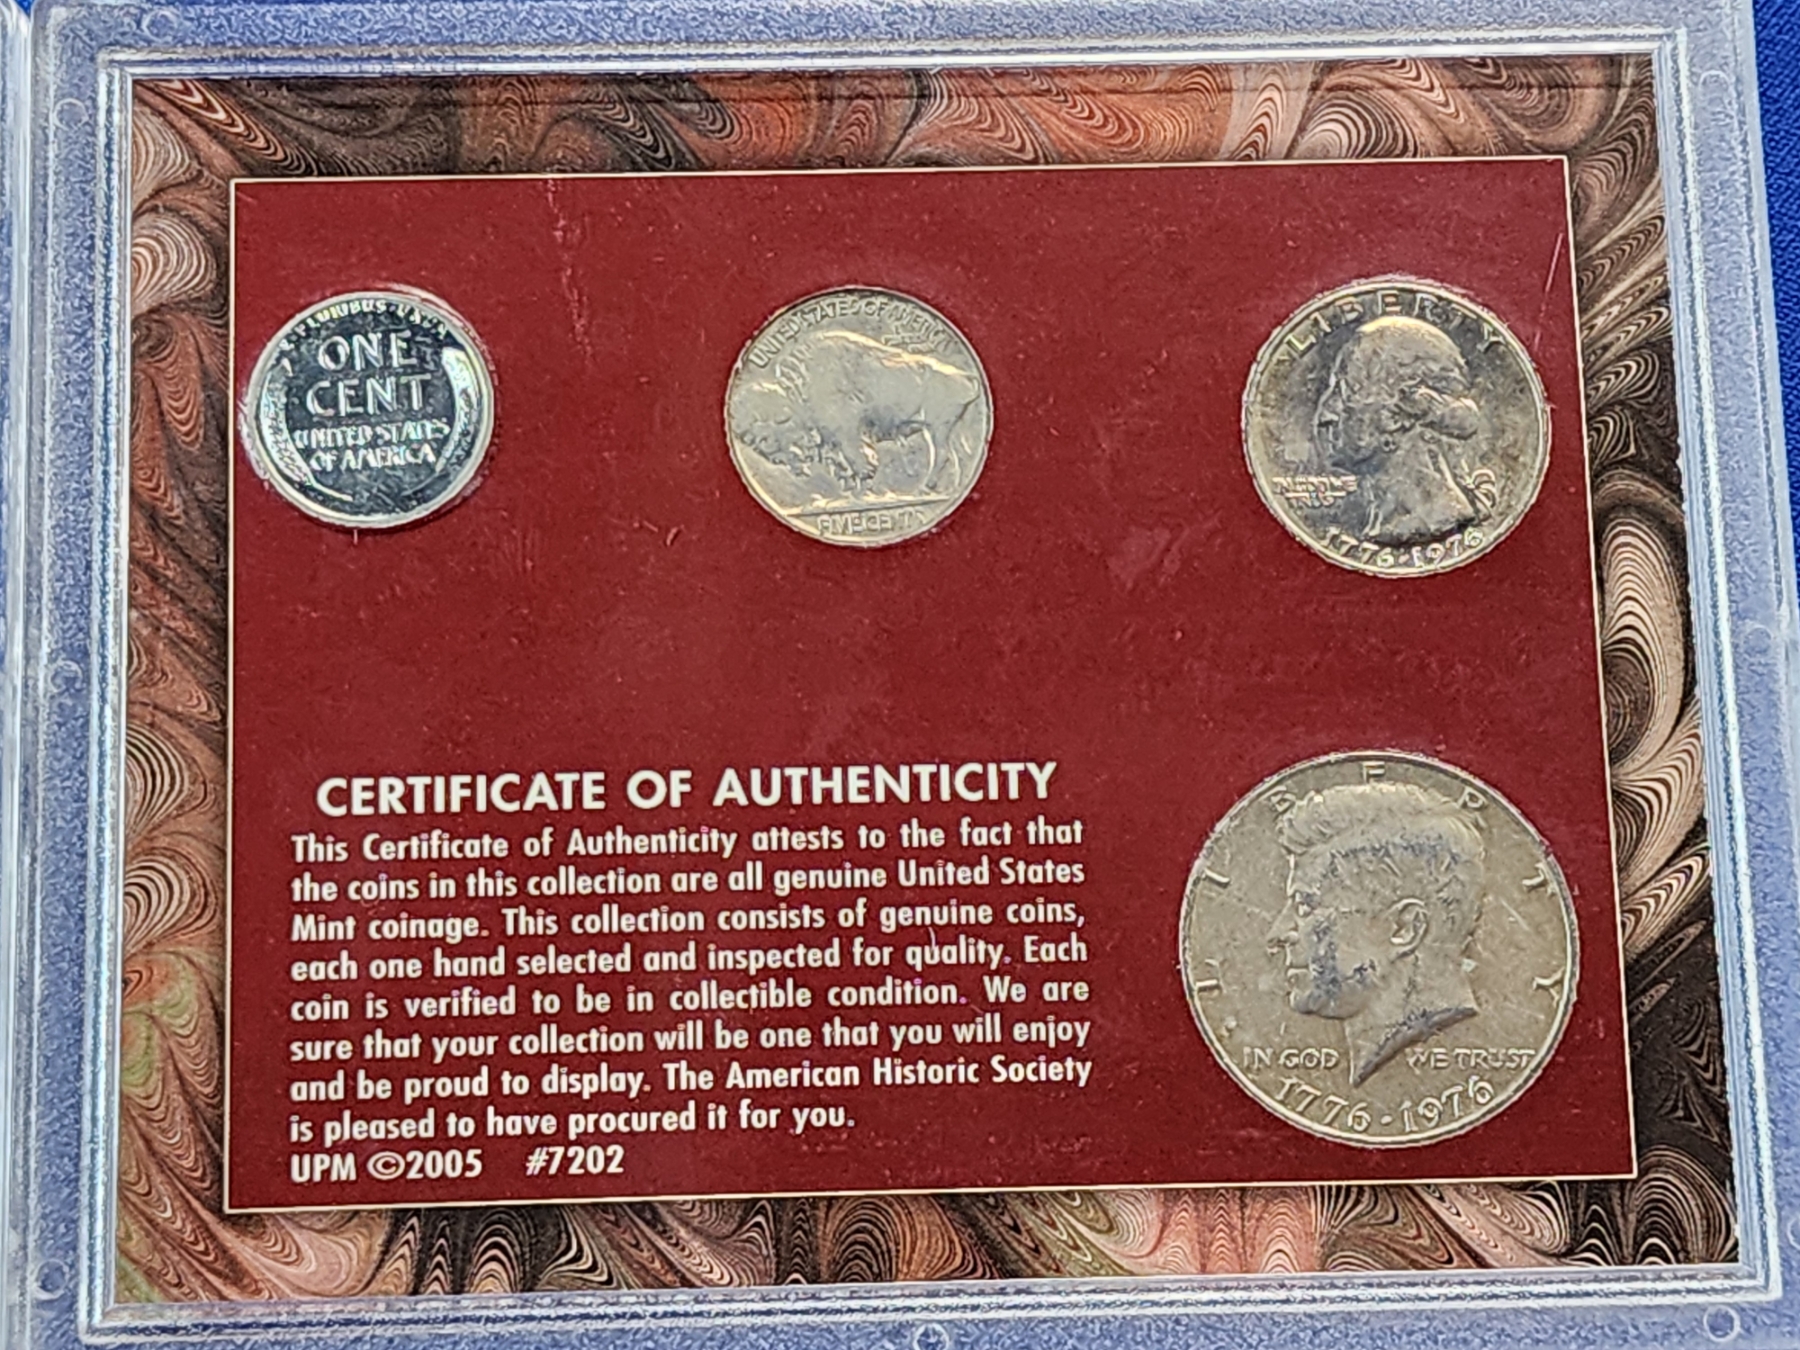 PLURIBUS
ONE
CENT
UNITED STATES
OF AMERICA
UNITED STATES OF AMERICA
FIVE CENTS
LIBERTY
1776·1976
CERTIFICATE OF AUTHENTICITY
This Certificate of Authenticity attests to the fact that
the coins in this collection are all genuine United States
Mint coinage. This collection consists of genuine coins,
each one hand selected and inspected for quality. Each
coin is verified to be in collectible condition. We are
sure that your collection will be one that you will enjoy
and be proud to display. The American Historic Society
is pleased to have procured it for you.
UPM ©2005 #7202
LIBERTY
IN GOD WE TRUST
1776·1976